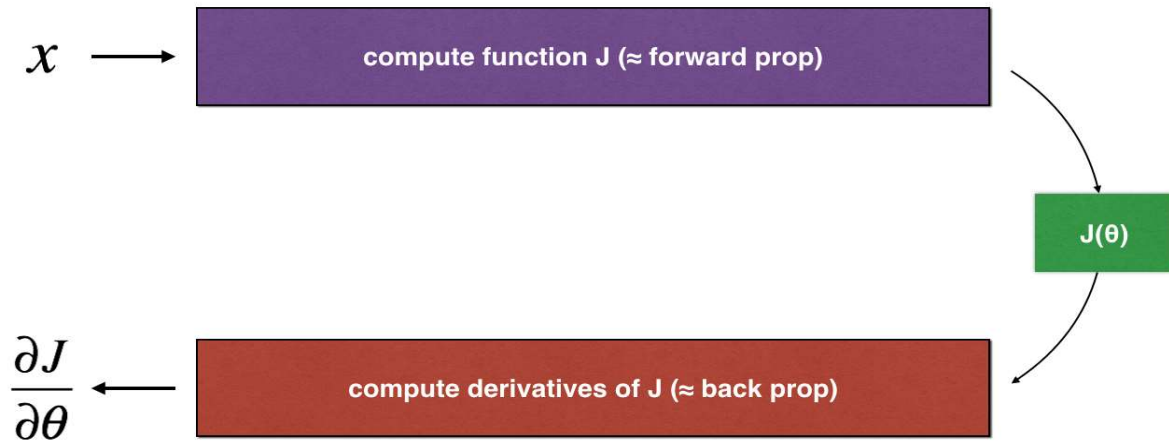 x
compute function J (≈ forward prop)
J(θ)
∂J
∂θ
compute derivatives of J (≈ back prop)